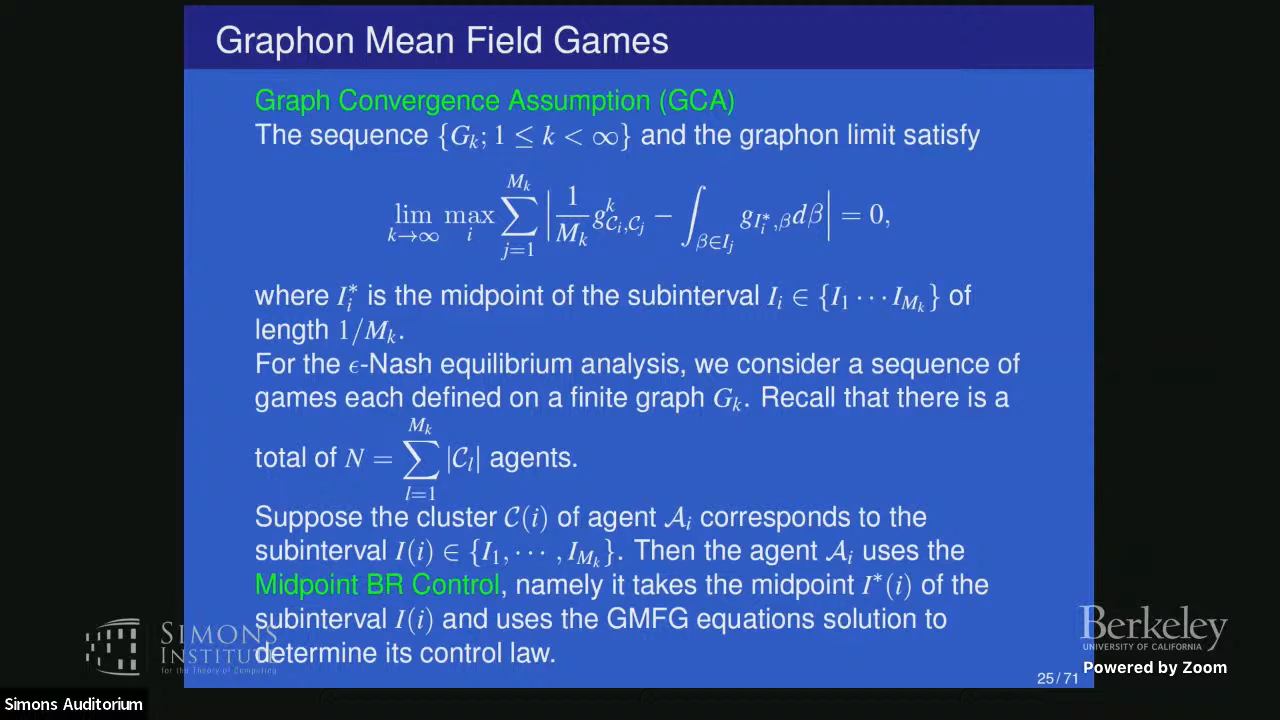 Graphon Mean Field Games
Graph Convergence Assumption (GCA)
The sequence {G_k; 1 ≤ k < ∞} and the graphon limit satisfy
lim_{k→∞} max_i ∑_{j=1}^{M_k} | 1/M_k g^k_{𝒞_i,𝒞_j} − ∫_{β∈I_j} g_{I_i^*,β} dβ | = 0,
where I_i^* is the midpoint of the subinterval I_i ∈ {I_1 ⋯ I_{M_k}} of
length 1/M_k.
For the ϵ-Nash equilibrium analysis, we consider a sequence of
games each defined on a finite graph G_k. Recall that there is a
total of N = ∑_{l=1}^{M_k} |𝒞_l| agents.
Suppose the cluster 𝒞(i) of agent 𝒜_i corresponds to the
subinterval I(i) ∈ {I_1, ⋯ , I_{M_k}}. Then the agent 𝒜_i uses the
Midpoint BR Control, namely it takes the midpoint I^*(i) of the
subinterval I(i) and uses the GMFG equations solution to
determine its control law.
25 / 71
SIMONS
INSTITUTE
for the Theory of Computing
Berkeley
UNIVERSITY OF CALIFORNIA
Powered by Zoom
Simons Auditorium